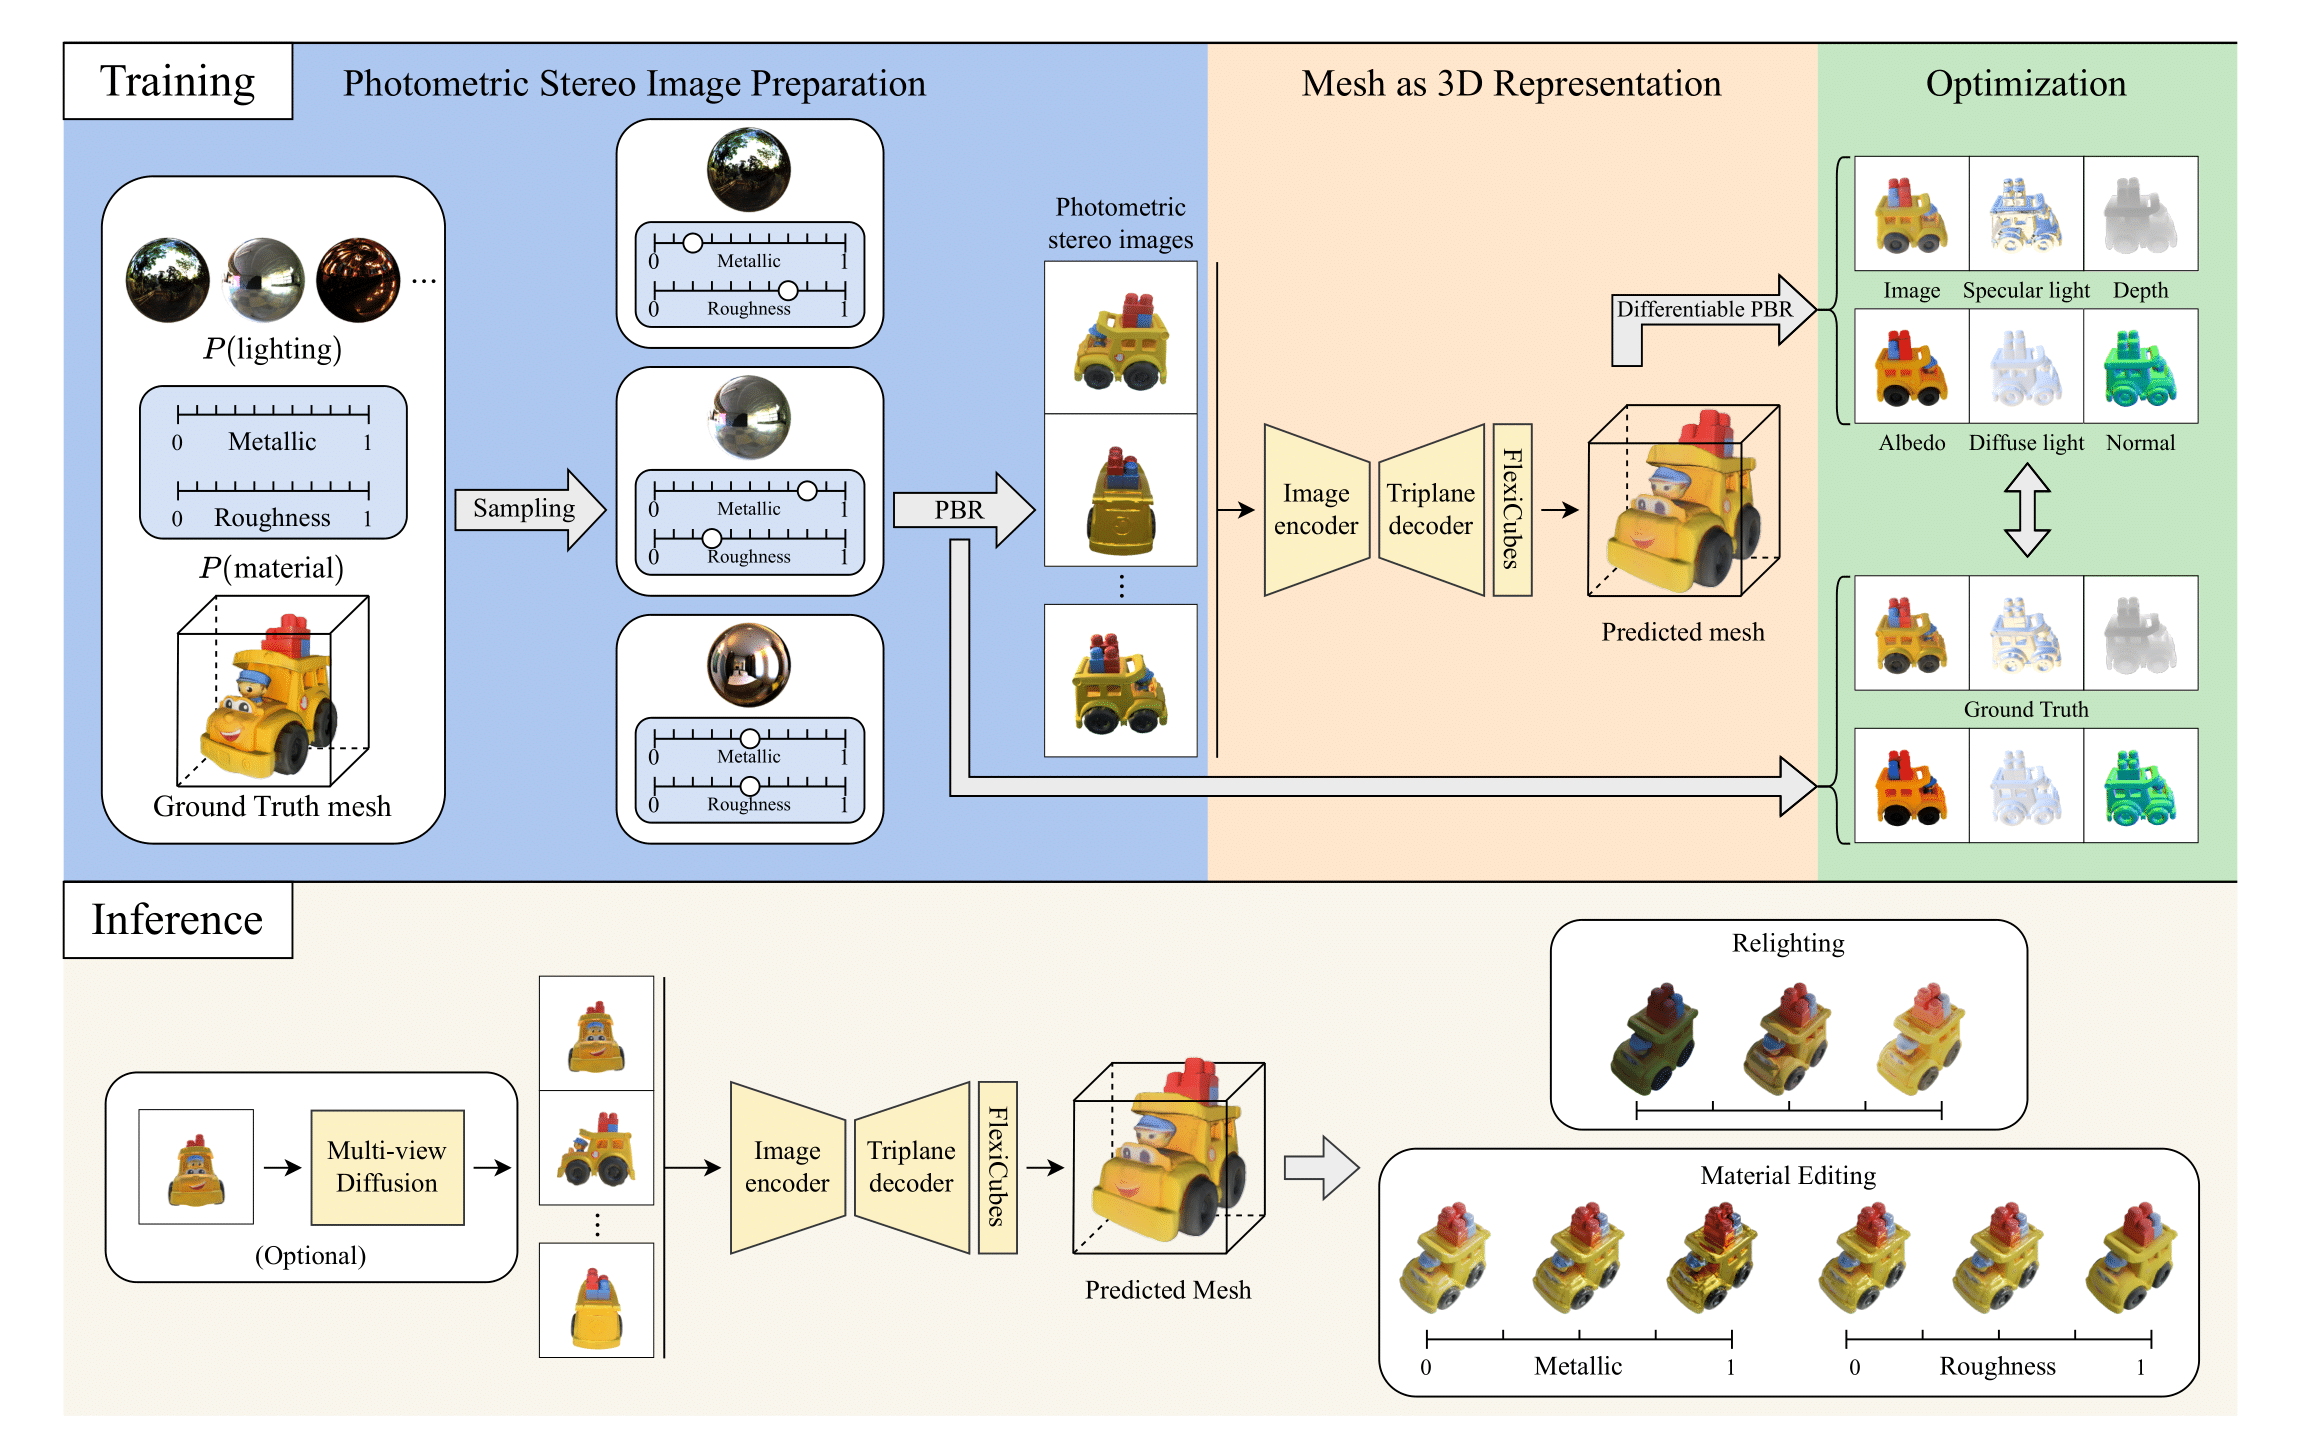 Training
Photometric Stereo Image Preparation
Mesh as 3D Representation
Optimization
...
P(lighting)
0 Metallic 1
0 Roughness 1
P(material)
Ground Truth mesh
Sampling
0 Metallic 1
0 Roughness 1
0 Metallic 1
0 Roughness 1
0 Metallic 1
0 Roughness 1
PBR
Photometric
stereo images
Image
encoder
Triplane
decoder
FlexiCubes
Predicted mesh
Differentiable PBR
Image Specular light Depth
Albedo Diffuse light Normal
Ground Truth
Inference
Multi-view
Diffusion
(Optional)
Image
encoder
Triplane
decoder
FlexiCubes
Predicted Mesh
Relighting
Material Editing
0 Metallic 1
0 Roughness 1